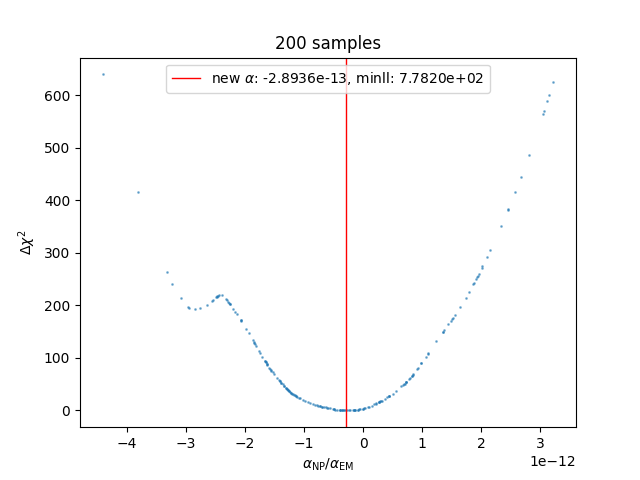 200 samples
new α: -2.8936e-13, minll: 7.7820e+02
600
500
400
300
200
100
0
Δχ²
−4 −3 −2 −1 0 1 2 3
1e−12
α_NP/α_EM